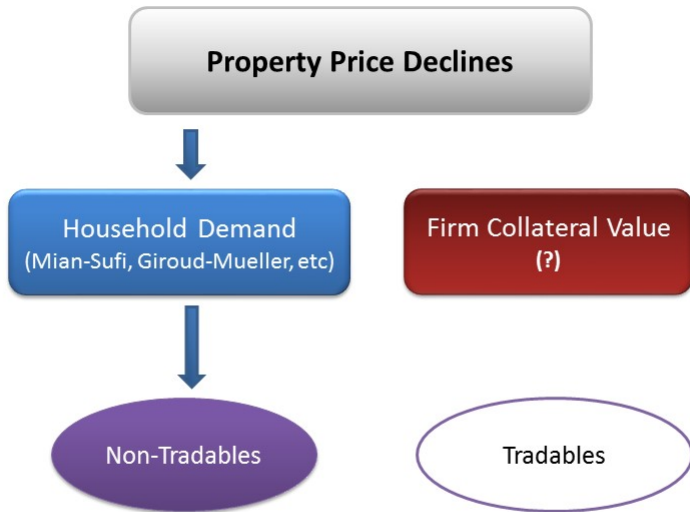 Property Price Declines
Household Demand
(Mian-Sufi, Giroud-Mueller, etc)
Firm Collateral Value
(?)
Non-Tradables
Tradables